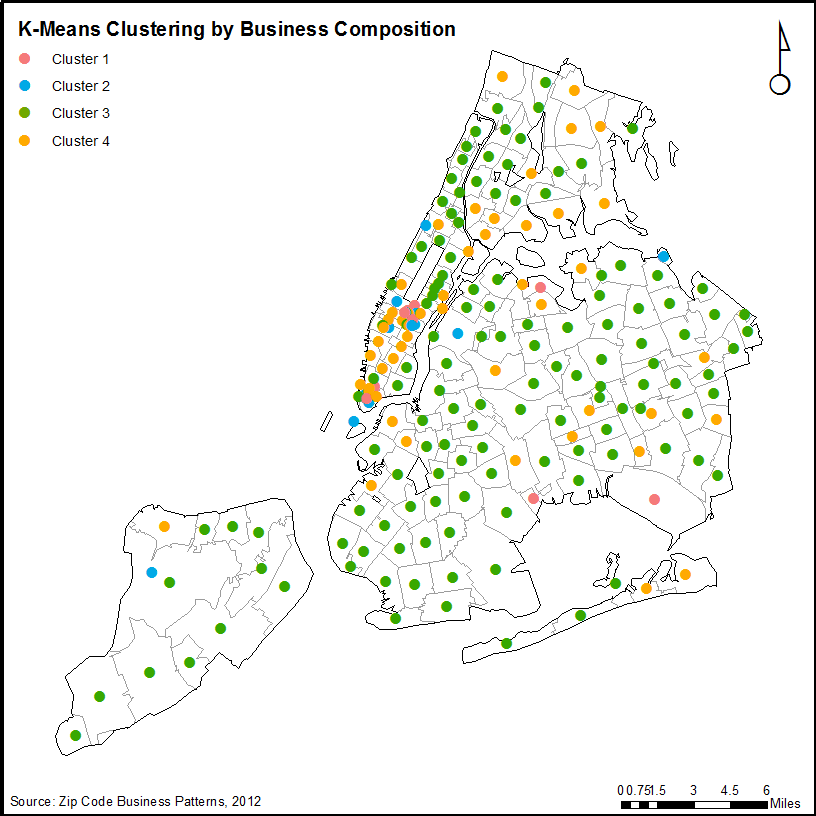 K-Means Clustering by Business Composition
Cluster 1
Cluster 2
Cluster 3
Cluster 4
0 0.75 1.5 3 4.5 6
Miles
Source: Zip Code Business Patterns, 2012